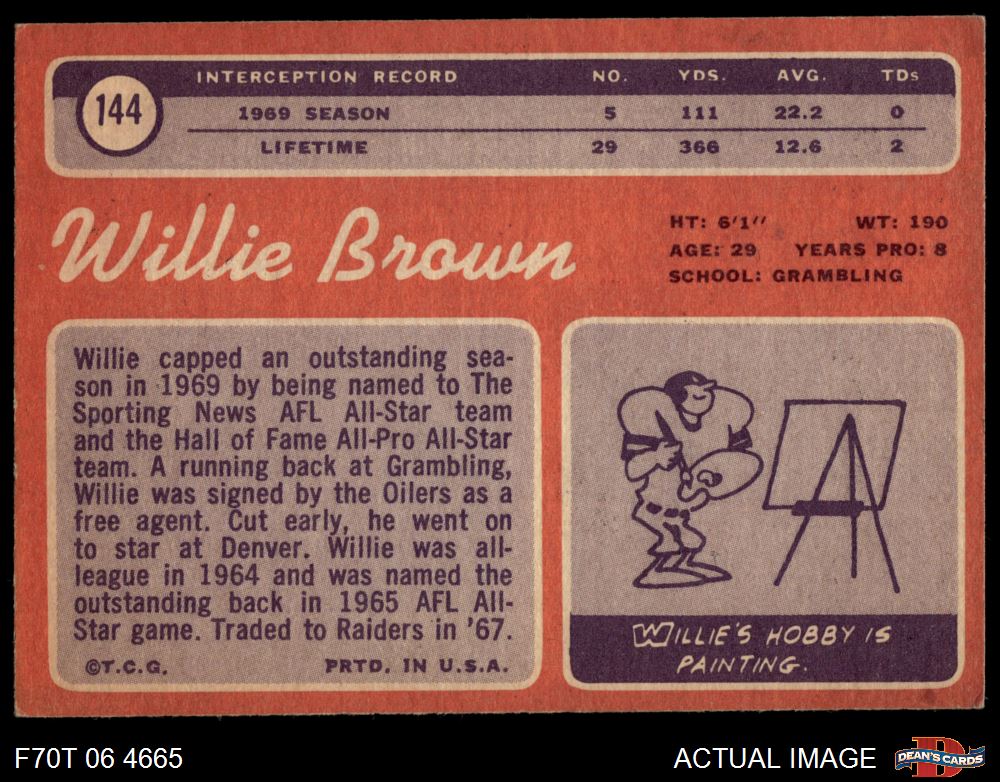 144
INTERCEPTION RECORD NO. YDS. AVG. TDs
1969 SEASON 5 111 22.2 0
LIFETIME 29 366 12.6 2
Willie Brown
HT: 6'1" WT: 190
AGE: 29 YEARS PRO: 8
SCHOOL: GRAMBLING
Willie capped an outstanding sea-
son in 1969 by being named to The
Sporting News AFL All-Star team
and the Hall of Fame All-Pro All-Star
team. A running back at Grambling,
Willie was signed by the Oilers as a
free agent. Cut early, he went on
to star at Denver. Willie was all-
league in 1964 and was named the
outstanding back in 1965 AFL All-
Star game. Traded to Raiders in '67.
©T.C.G. PRTD. IN U.S.A.
WILLIE'S HOBBY IS
PAINTING.
F70T 06 4665
ACTUAL IMAGE
D
DEAN'S CARDS